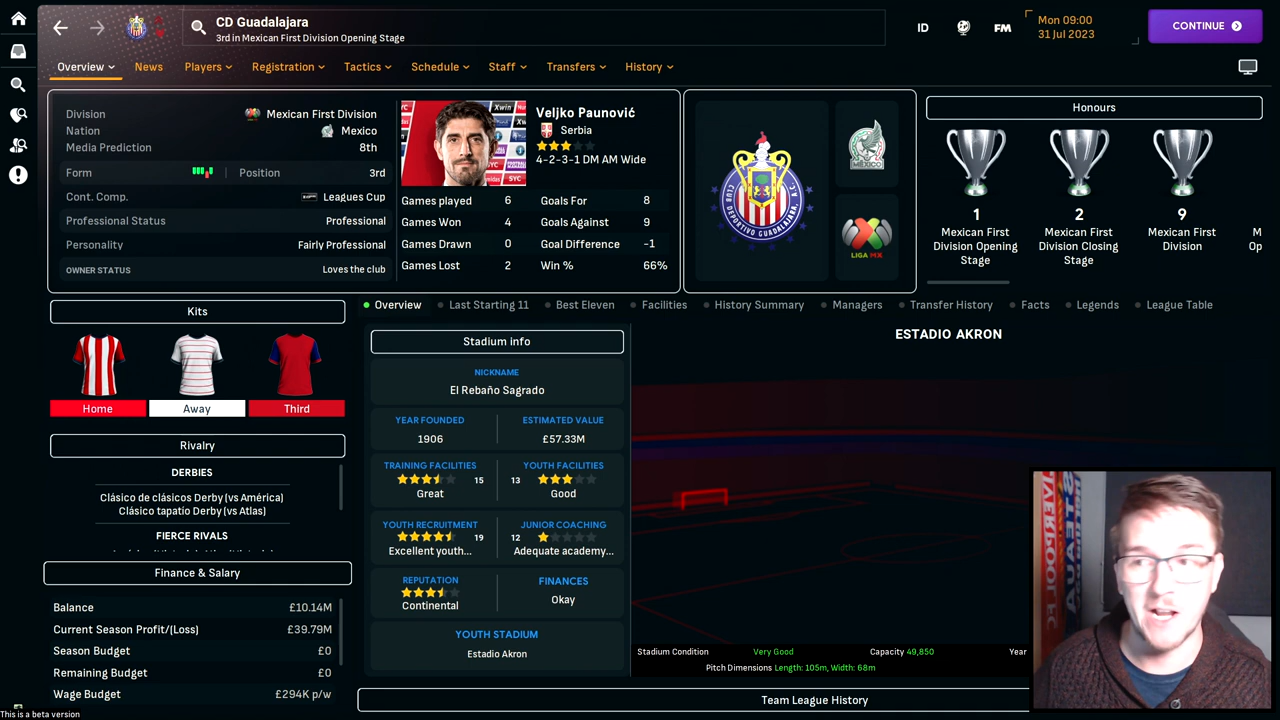 CD Guadalajara
3rd in Mexican First Division Opening Stage
ID
FM
Mon 09:00
31 Jul 2023
CONTINUE
Overview
News
Players
Registration
Tactics
Schedule
Staff
Transfers
History
Division
Mexican First Division
Nation
Mexico
Media Prediction
8th
Form
Position
3rd
Cont. Comp.
Leagues Cup
Professional Status
Professional
Personality
Fairly Professional
OWNER STATUS
Loves the club
Veljko Paunović
Serbia
4-2-3-1 DM AM Wide
Games played 6
Goals For 8
Games Won 4
Goals Against 9
Games Drawn 0
Goal Difference -1
Games Lost 2
Win % 66%
LIGA MX
Honours
1
Mexican First
Division Opening
Stage
2
Mexican First
Division Closing
Stage
9
Mexican First
Division
M
Op
Kits
Home
Away
Third
Rivalry
DERBIES
Clásico de clásicos Derby (vs América)
Clásico tapatio Derby (vs Atlas)
FIERCE RIVALS
Finance & Salary
Balance £10.14M
Current Season Profit/(Loss) £39.79M
Season Budget £0
Remaining Budget £0
Wage Budget £294K p/w
This is a beta version
Overview
Last Starting 11
Best Eleven
Facilities
History Summary
Managers
Transfer History
Facts
Legends
League Table
Stadium info
NICKNAME
El Rebaño Sagrado
YEAR FOUNDED
1906
ESTIMATED VALUE
£57.33M
TRAINING FACILITIES
15
Great
YOUTH FACILITIES
13
Good
YOUTH RECRUITMENT
19
Excellent youth...
JUNIOR COACHING
12
Adequate academy...
REPUTATION
Continental
FINANCES
Okay
YOUTH STADIUM
Estadio Akron
ESTADIO AKRON
Stadium Condition Very Good
Capacity 49,850
Year
Pitch Dimensions Length: 105m, Width: 68m
Team League History